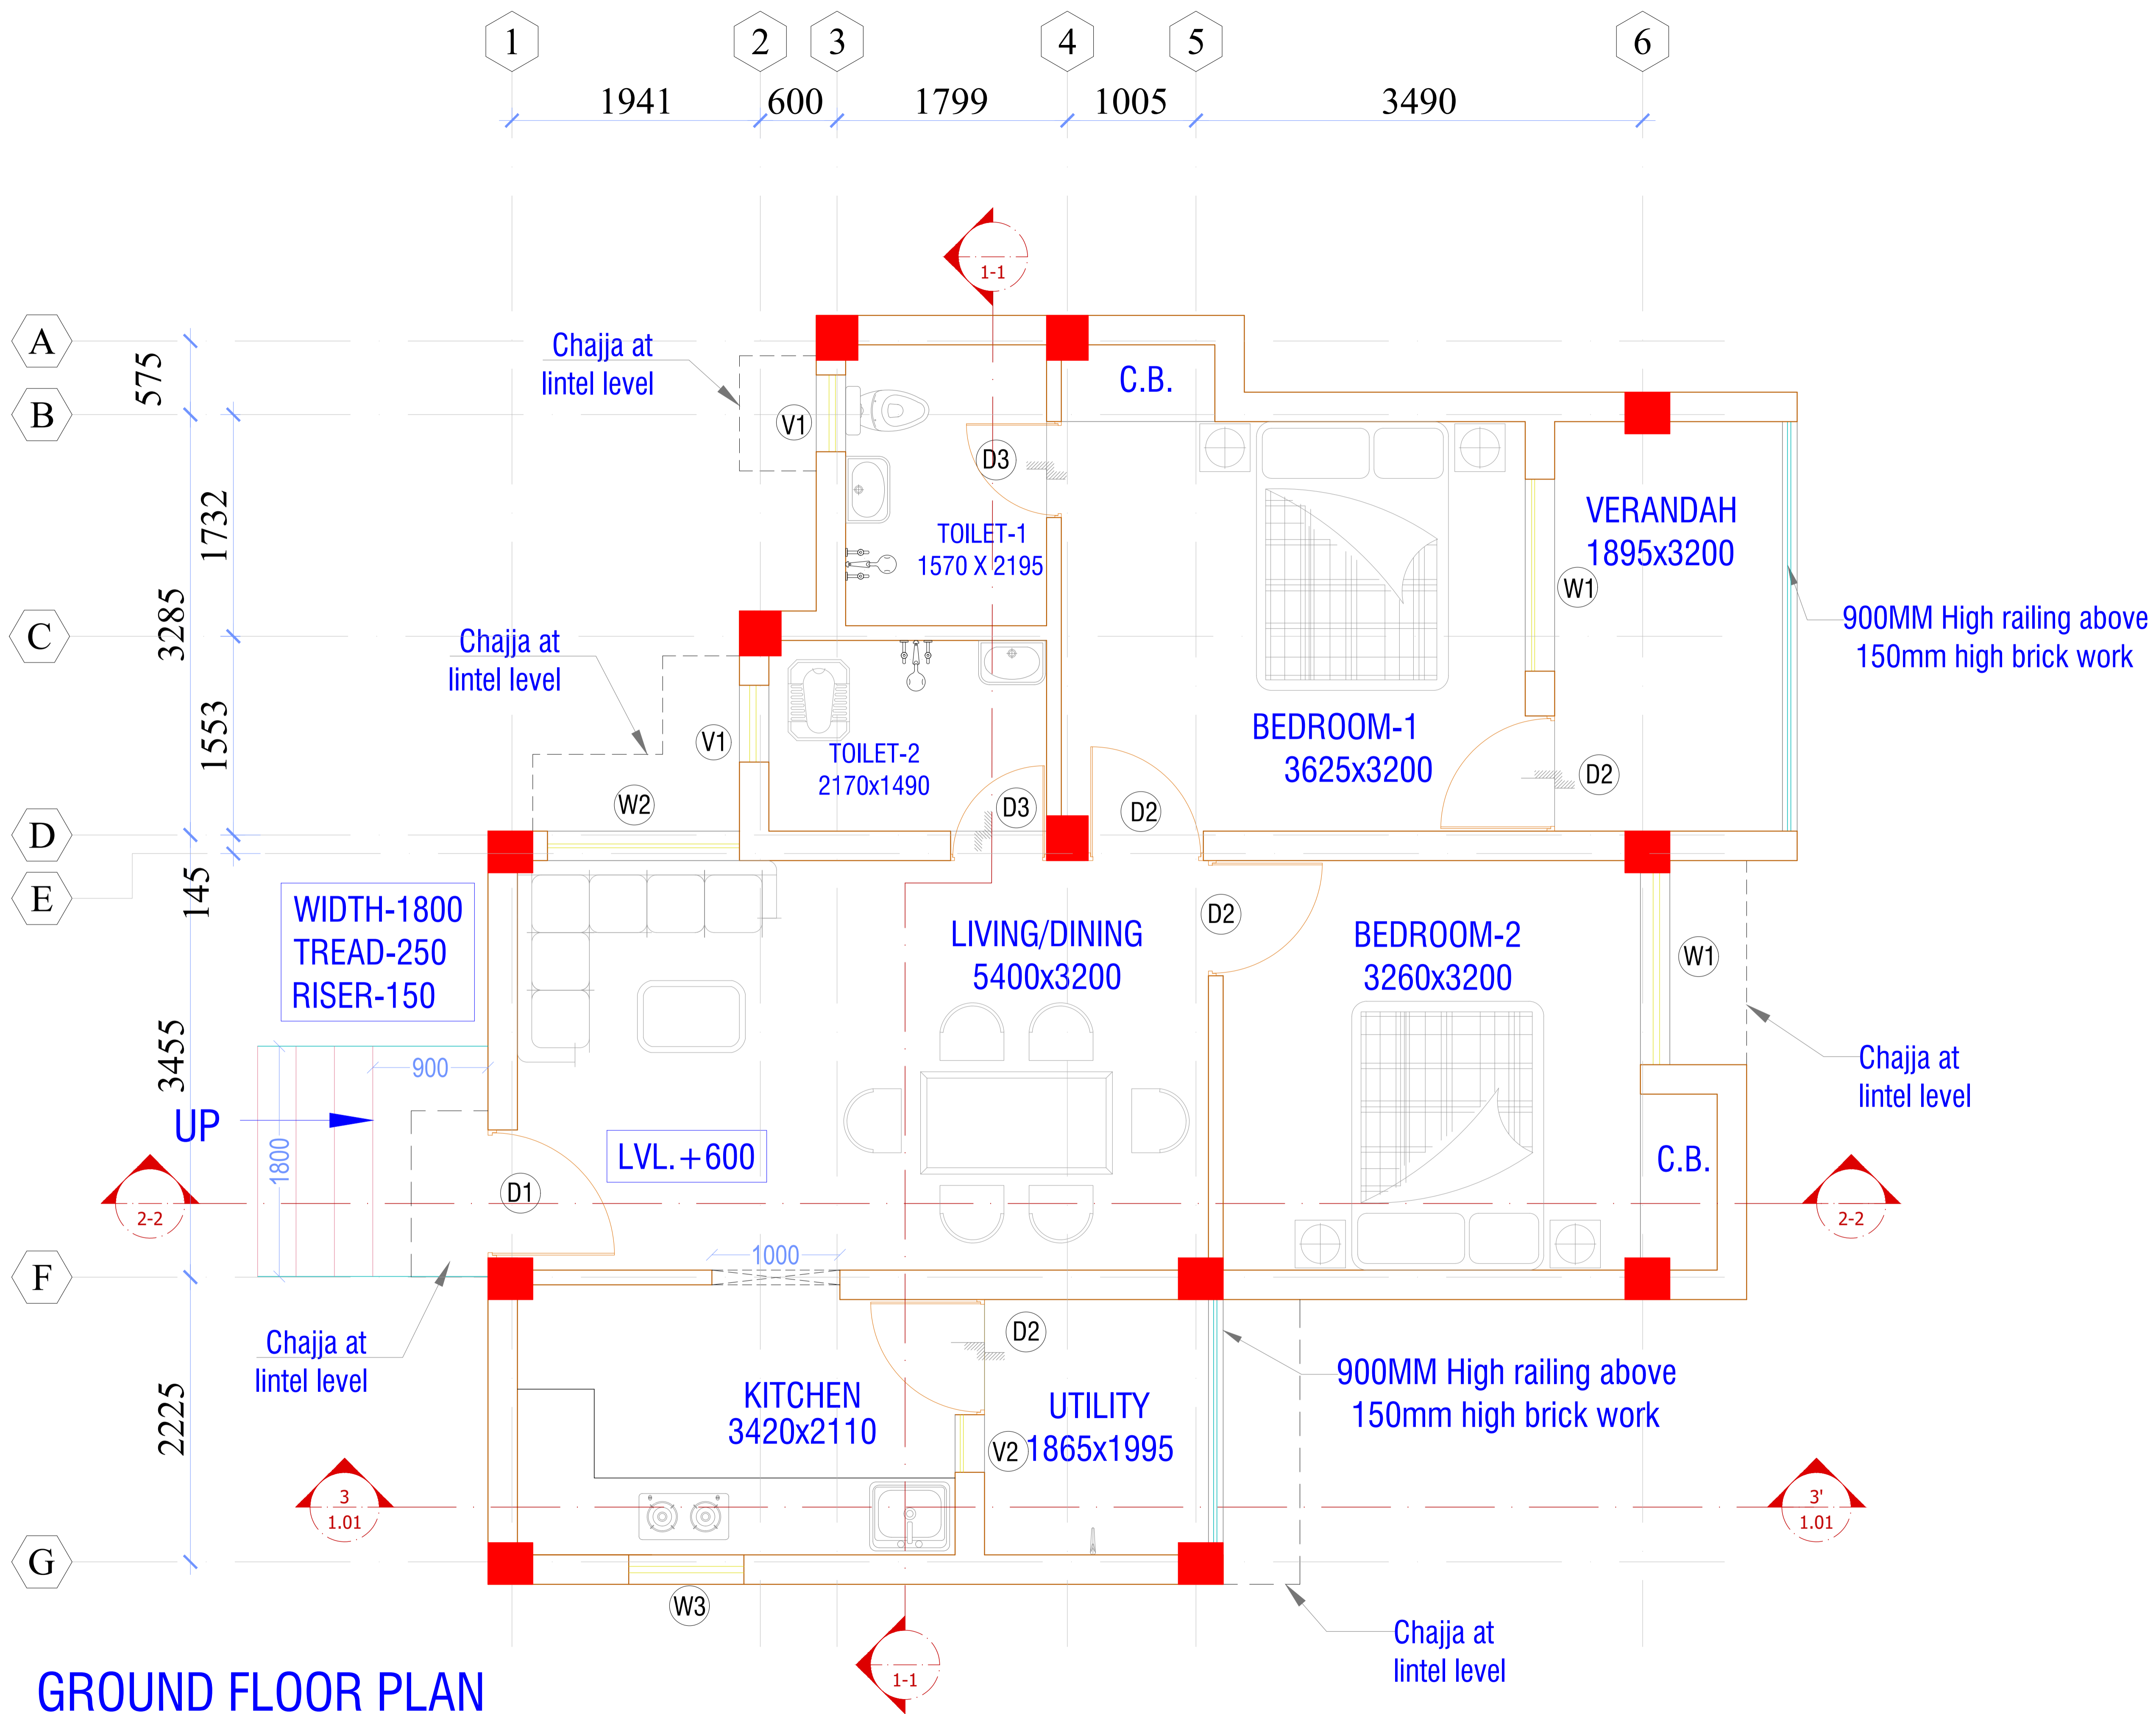 1
2
3
4
5
6
1941
600
1799
1005
3490
1-1
A
575
Chajja at
lintel level
C.B.
B
V1
D3
1732
VERANDAH
1895x3200
TOILET-1
1570 X 2195
W1
3285
C
Chajja at
lintel level
900MM High railing above
150mm high brick work
1553
V1
BEDROOM-1
3625x3200
TOILET-2
2170x1490
D2
W2
D3
D2
D
E
145
WIDTH-1800
TREAD-250
RISER-150
D2
LIVING/DINING
5400x3200
BEDROOM-2
3260x3200
W1
3455
900
Chajja at
lintel level
UP
1800
LVL.+600
C.B.
D1
2-2
2-2
1000
F
Chajja at
lintel level
D2
900MM High railing above
150mm high brick work
2225
KITCHEN
3420x2110
UTILITY
1865x1995
V2
3
1.01
3'
1.01
G
W3
Chajja at
lintel level
1-1
GROUND FLOOR PLAN